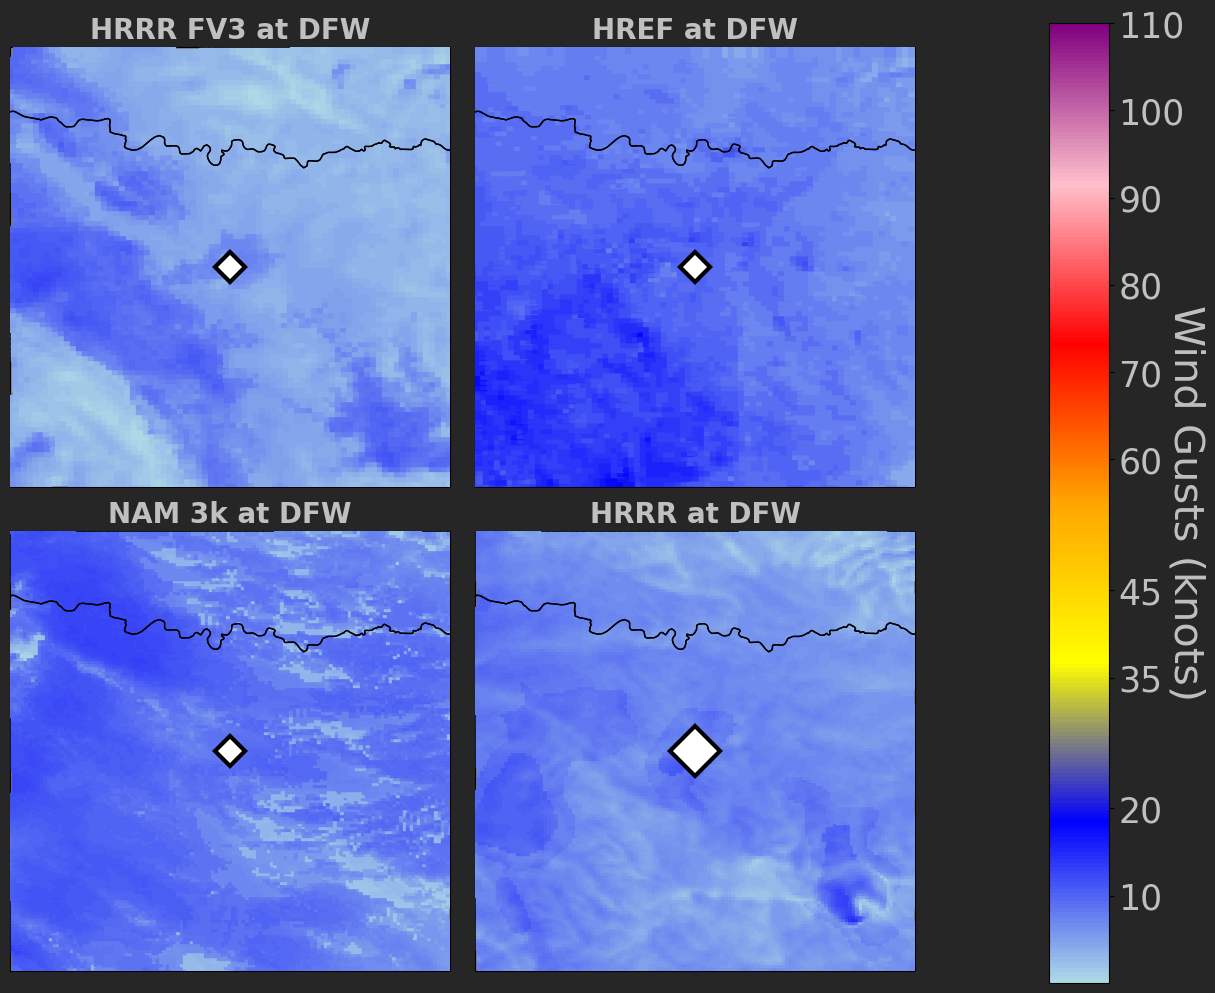 HRRR FV3 at DFW
HREF at DFW
NAM 3k at DFW
HRRR at DFW
110
100
90
80
70
60
45
35
20
10
Wind Gusts (knots)